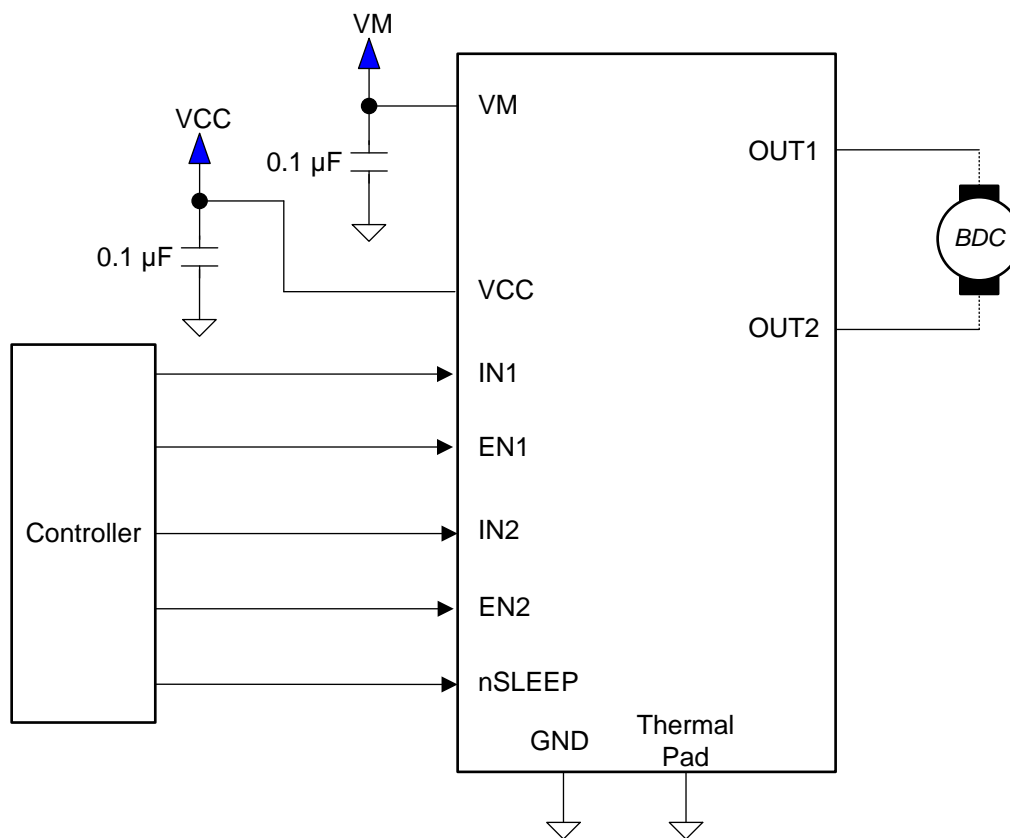 VM
VCC
0.1 µF
0.1 µF
VM
VCC
IN1
EN1
IN2
EN2
nSLEEP
GND
Thermal
Pad
OUT1
OUT2
BDC
Controller